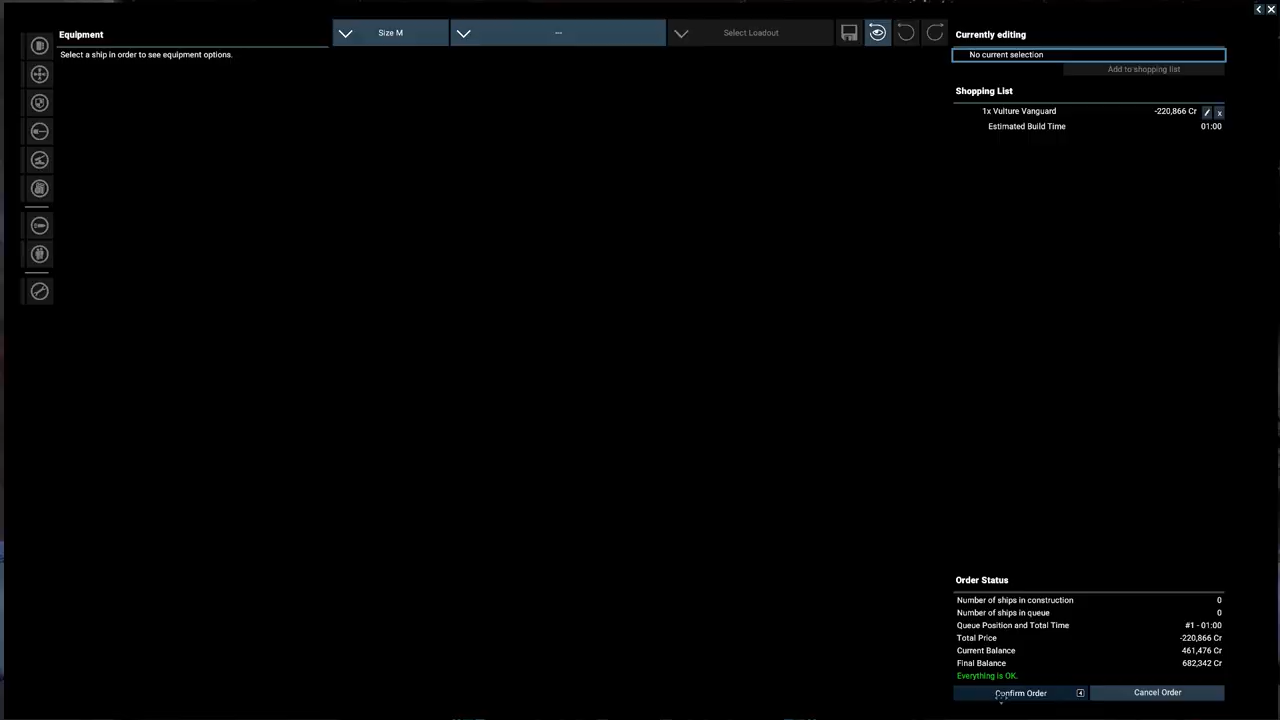 Equipment
Select a ship in order to see equipment options.
Size M
---
Select Loadout
Currently editing
No current selection
Add to shopping list
Shopping List
1x Vulture Vanguard -220,866 Cr x
Estimated Build Time 01:00
Order Status
Number of ships in construction 0
Number of ships in queue 0
Queue Position and Total Time #1 - 01:00
Total Price -220,866 Cr
Current Balance 461,476 Cr
Final Balance 682,342 Cr
Everything is OK.
Confirm Order 4
Cancel Order